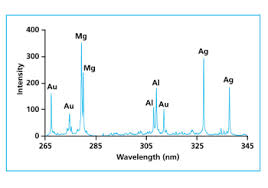 400
Mg
Ag
300
Mg
Au
Al
Ag
200
Au
Al
Au
100
0
265
285
305
325
345
Intensity
Wavelength (nm)